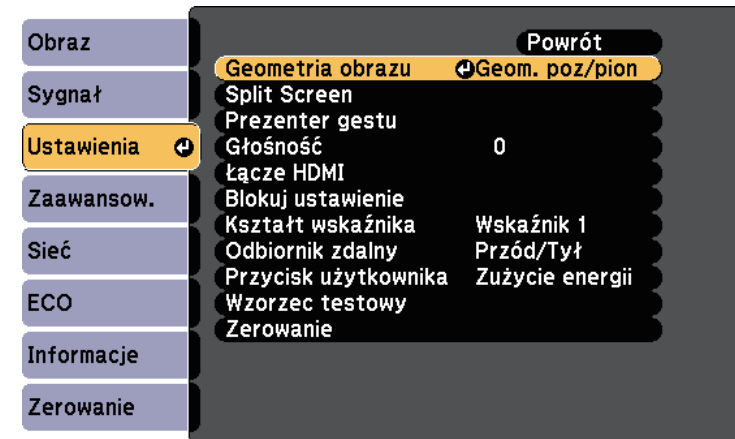 Obraz
Sygnał
Ustawienia
Zaawansow.
Sieć
ECO
Informacje
Zerowanie
Powrót
Geometria obrazu Geom. poz/pion
Split Screen
Prezenter gestu
Głośność 0
Łącze HDMI
Blokuj ustawienie
Kształt wskaźnika Wskaźnik 1
Odbiornik zdalny Przód/Tył
Przycisk użytkownika Zużycie energii
Wzorzec testowy
Zerowanie